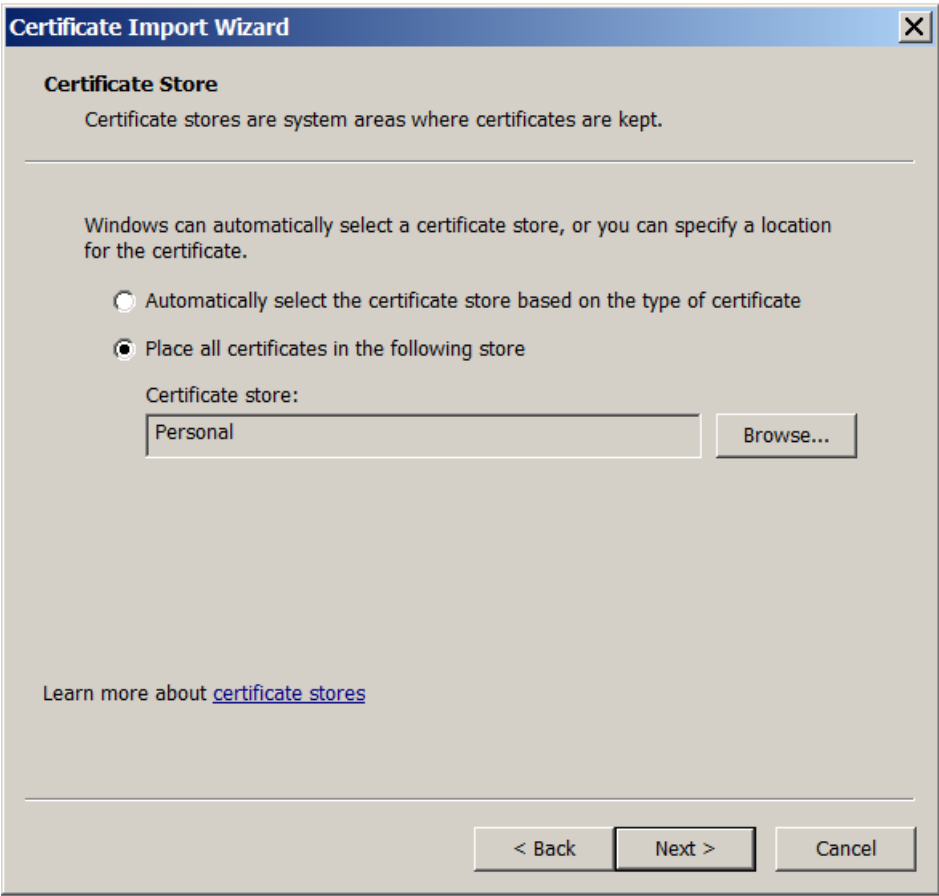 Certificate Import Wizard
Certificate Store
Certificate stores are system areas where certificates are kept.
Windows can automatically select a certificate store, or you can specify a location
for the certificate.
Automatically select the certificate store based on the type of certificate
Place all certificates in the following store
Certificate store:
Personal
Browse...
Learn more about certificate stores
< Back
Next >
Cancel